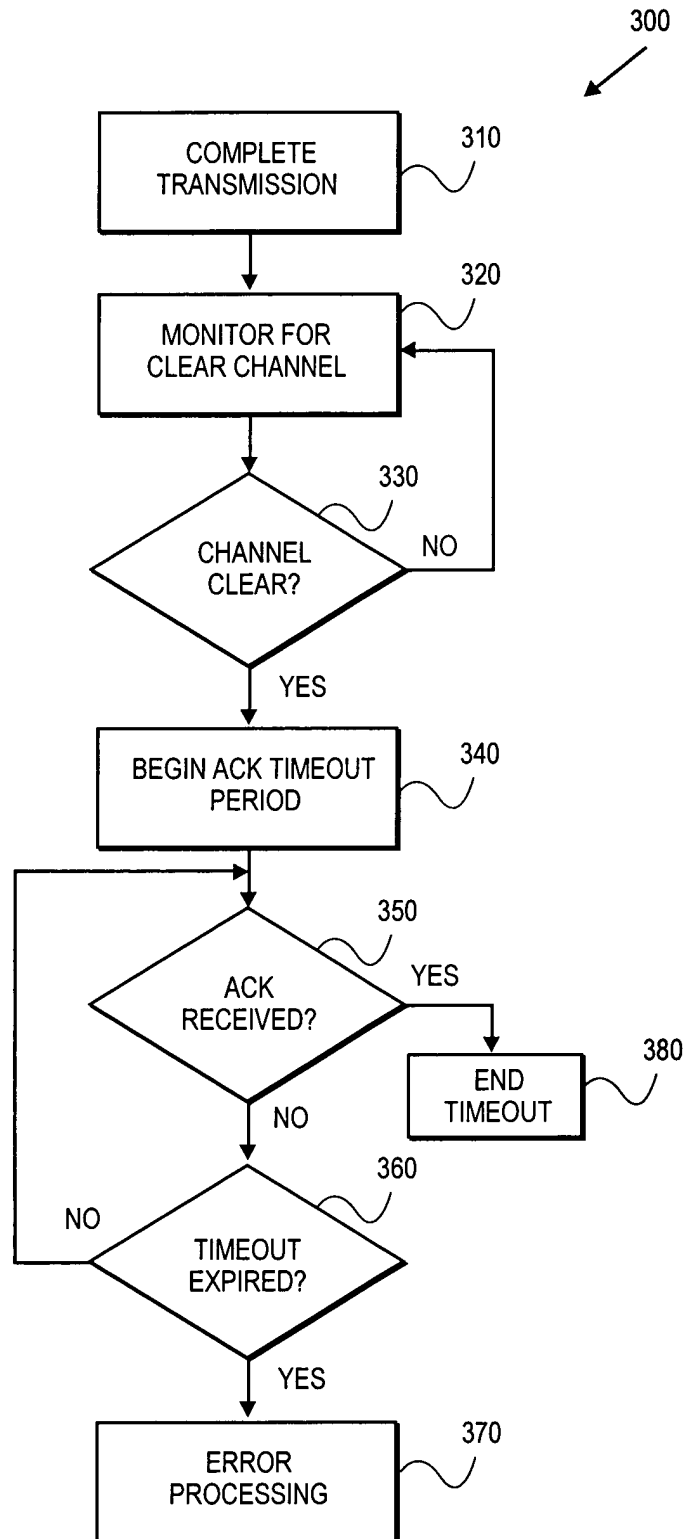 300
COMPLETE
TRANSMISSION
310
320
MONITOR FOR
CLEAR CHANNEL
330
CHANNEL
CLEAR?
NO
YES
BEGIN ACK TIMEOUT
PERIOD
340
350
ACK
RECEIVED?
YES
END
TIMEOUT
380
NO
360
NO
TIMEOUT
EXPIRED?
YES
ERROR
PROCESSING
370